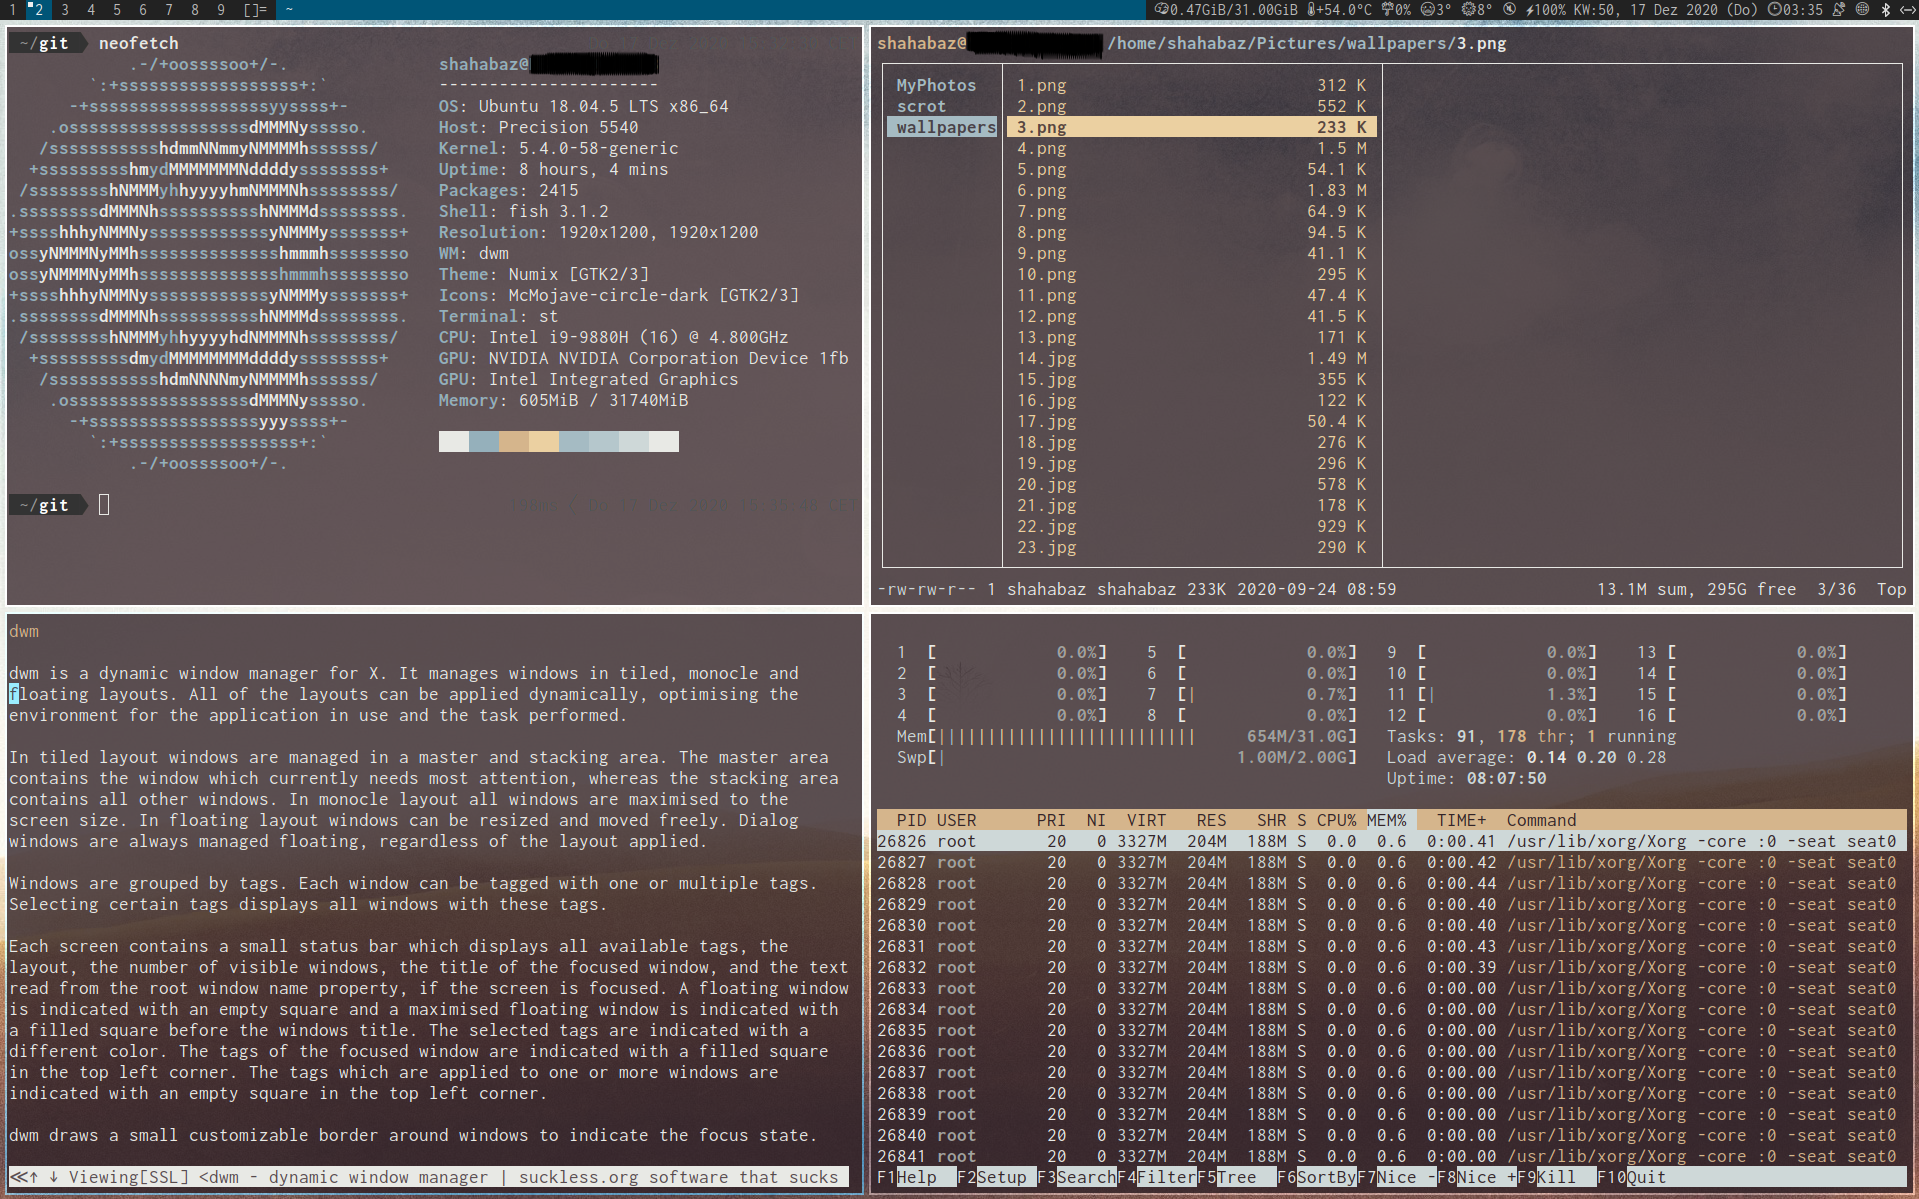 1 2 3 4 5 6 7 8 9 []= ~ 0.47GiB/31.00GiB +54.0°C 0% 3° 8° 100% KW:50, 17 Dez 2020 (Do) 03:35
~/git neofetch
.-/+oossssoo+/-.
`:+ssssssssssssssssss+:`
-+ssssssssssssssssssyyssss+-
.ossssssssssssssssssdMMMNysssso.
/ssssssssssshdmmNNmmyNMMMMhssssss/
+ssssssssshmydMMMMMMMNddddyssssssss+
/sssssssshNMMMyhhyyyyhmNMMMNhssssssss/
.ssssssssdMMMNhsssssssssshNMMMdssssssss.
+sssshhhyNMMNyssssssssssssyNMMMysssssss+
ossyNMMMNyMMhsssssssssssssshmmmhssssssso
ossyNMMMNyMMhsssssssssssssshmmmhssssssso
+sssshhhyNMMNyssssssssssssyNMMMysssssss+
.ssssssssdMMMNhsssssssssshNMMMdssssssss.
/sssssssshNMMMyhhyyyyhdNMMMNhssssssss/
+sssssssssdmydMMMMMMMMddddyssssssss+
/ssssssssssshdmNNNNmyNMMMMhssssss/
.ossssssssssssssssssdMMMNysssso.
-+sssssssssssssssssyyyssss+-
`:+ssssssssssssssssss+:`
.-/+oossssoo+/-.
shahabaz@
----------------------
OS: Ubuntu 18.04.5 LTS x86_64
Host: Precision 5540
Kernel: 5.4.0-58-generic
Uptime: 8 hours, 4 mins
Packages: 2415
Shell: fish 3.1.2
Resolution: 1920x1200, 1920x1200
WM: dwm
Theme: Numix [GTK2/3]
Icons: McMojave-circle-dark [GTK2/3]
Terminal: st
CPU: Intel i9-9880H (16) @ 4.800GHz
GPU: NVIDIA NVIDIA Corporation Device 1fb
GPU: Intel Integrated Graphics
Memory: 605MiB / 31740MiB
~/git
shahabaz@ /home/shahabaz/Pictures/wallpapers/3.png
MyPhotos
scrot
wallpapers
1.png 312 K
2.png 552 K
3.png 233 K
4.png 1.5 M
5.png 54.1 K
6.png 1.83 M
7.png 64.9 K
8.png 94.5 K
9.png 41.1 K
10.png 295 K
11.png 47.4 K
12.png 41.5 K
13.png 171 K
14.jpg 1.49 M
15.jpg 355 K
16.jpg 122 K
17.jpg 50.4 K
18.jpg 276 K
19.jpg 296 K
20.jpg 578 K
21.jpg 178 K
22.jpg 929 K
23.jpg 290 K
-rw-rw-r-- 1 shahabaz shahabaz 233K 2020-09-24 08:59 13.1M sum, 295G free 3/36 Top
dwm
dwm is a dynamic window manager for X. It manages windows in tiled, monocle and
floating layouts. All of the layouts can be applied dynamically, optimising the
environment for the application in use and the task performed.
In tiled layout windows are managed in a master and stacking area. The master area
contains the window which currently needs most attention, whereas the stacking area
contains all other windows. In monocle layout all windows are maximised to the
screen size. In floating layout windows can be resized and moved freely. Dialog
windows are always managed floating, regardless of the layout applied.
Windows are grouped by tags. Each window can be tagged with one or multiple tags.
Selecting certain tags displays all windows with these tags.
Each screen contains a small status bar which displays all available tags, the
layout, the number of visible windows, the title of the focused window, and the text
read from the root window name property, if the screen is focused. A floating window
is indicated with an empty square and a maximised floating window is indicated with
a filled square before the windows title. The selected tags are indicated with a
different color. The tags of the focused window are indicated with a filled square
in the top left corner. The tags which are applied to one or more windows are
indicated with an empty square in the top left corner.
dwm draws a small customizable border around windows to indicate the focus state.
≪↑ ↓ Viewing[SSL] <dwm - dynamic window manager | suckless.org software that sucks
1 [ 0.0%] 5 [ 0.0%] 9 [ 0.0%] 13 [ 0.0%]
2 [ 0.0%] 6 [ 0.0%] 10 [ 0.0%] 14 [ 0.0%]
3 [ 0.0%] 7 [| 0.7%] 11 [| 1.3%] 15 [ 0.0%]
4 [ 0.0%] 8 [ 0.0%] 12 [ 0.0%] 16 [ 0.0%]
Mem[|||||||||||||||||||||||||| 654M/31.0G] Tasks: 91, 178 thr; 1 running
Swp[| 1.00M/2.00G] Load average: 0.14 0.20 0.28
Uptime: 08:07:50
PID USER PRI NI VIRT RES SHR S CPU% MEM% TIME+ Command
26826 root 20 0 3327M 204M 188M S 0.0 0.6 0:00.41 /usr/lib/xorg/Xorg -core :0 -seat seat0
26827 root 20 0 3327M 204M 188M S 0.0 0.6 0:00.42 /usr/lib/xorg/Xorg -core :0 -seat seat0
26828 root 20 0 3327M 204M 188M S 0.0 0.6 0:00.44 /usr/lib/xorg/Xorg -core :0 -seat seat0
26829 root 20 0 3327M 204M 188M S 0.0 0.6 0:00.40 /usr/lib/xorg/Xorg -core :0 -seat seat0
26830 root 20 0 3327M 204M 188M S 0.0 0.6 0:00.40 /usr/lib/xorg/Xorg -core :0 -seat seat0
26831 root 20 0 3327M 204M 188M S 0.0 0.6 0:00.43 /usr/lib/xorg/Xorg -core :0 -seat seat0
26832 root 20 0 3327M 204M 188M S 0.0 0.6 0:00.39 /usr/lib/xorg/Xorg -core :0 -seat seat0
26833 root 20 0 3327M 204M 188M S 0.0 0.6 0:00.00 /usr/lib/xorg/Xorg -core :0 -seat seat0
26834 root 20 0 3327M 204M 188M S 0.0 0.6 0:00.00 /usr/lib/xorg/Xorg -core :0 -seat seat0
26835 root 20 0 3327M 204M 188M S 0.0 0.6 0:00.00 /usr/lib/xorg/Xorg -core :0 -seat seat0
26836 root 20 0 3327M 204M 188M S 0.0 0.6 0:00.00 /usr/lib/xorg/Xorg -core :0 -seat seat0
26837 root 20 0 3327M 204M 188M S 0.0 0.6 0:00.00 /usr/lib/xorg/Xorg -core :0 -seat seat0
26838 root 20 0 3327M 204M 188M S 0.0 0.6 0:00.00 /usr/lib/xorg/Xorg -core :0 -seat seat0
26839 root 20 0 3327M 204M 188M S 0.0 0.6 0:00.00 /usr/lib/xorg/Xorg -core :0 -seat seat0
26840 root 20 0 3327M 204M 188M S 0.0 0.6 0:00.00 /usr/lib/xorg/Xorg -core :0 -seat seat0
26841 root 20 0 3327M 204M 188M S 0.0 0.6 0:00.00 /usr/lib/xorg/Xorg -core :0 -seat seat0
F1Help F2Setup F3SearchF4FilterF5Tree F6SortByF7Nice -F8Nice +F9Kill F10Quit